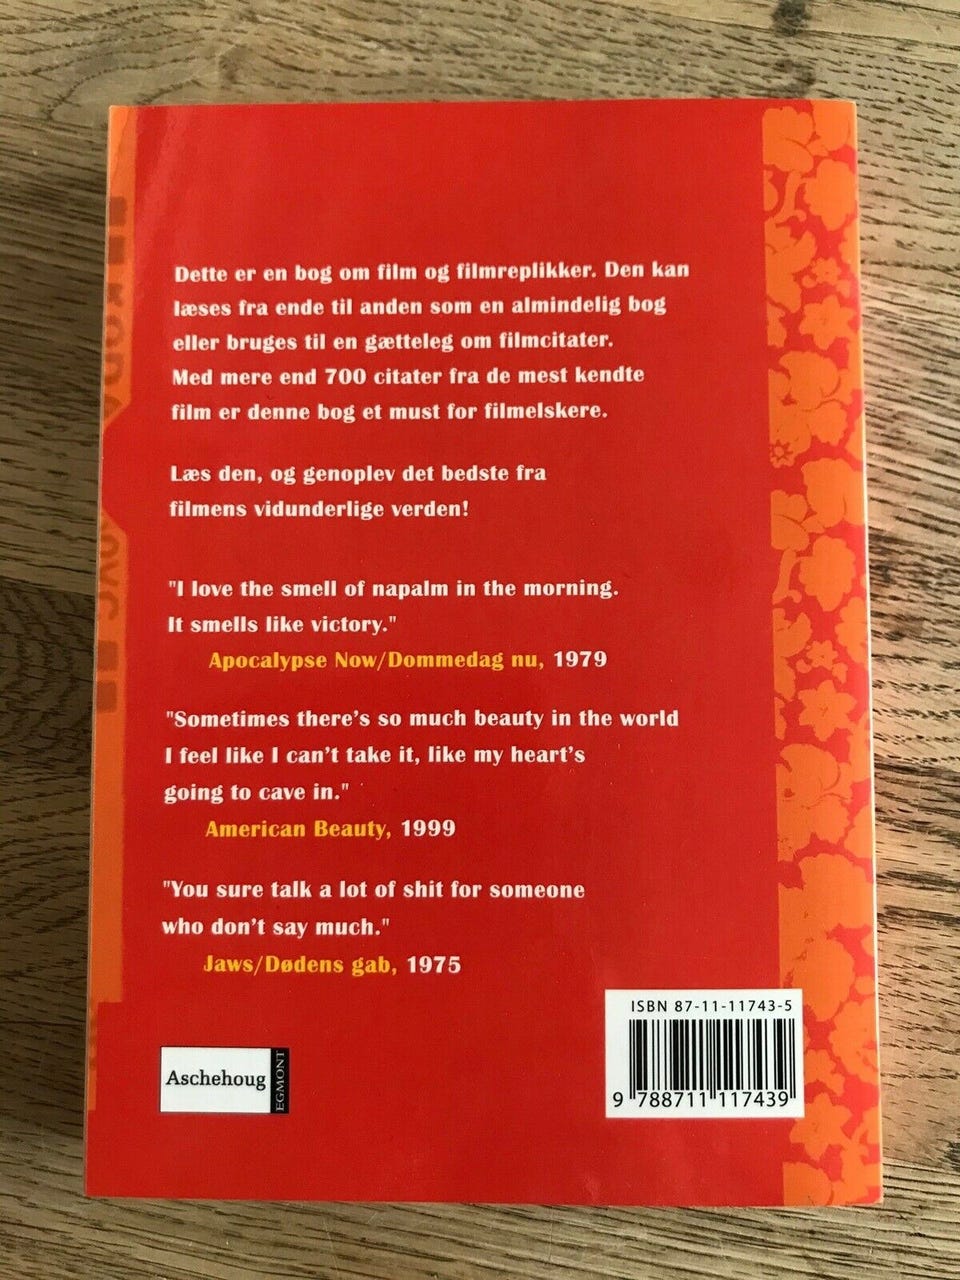 Dette er en bog om film og filmreplikker. Den kan
læses fra ende til anden som en almindelig bog
eller bruges til en gætteleg om filmcitater.
Med mere end 700 citater fra de mest kendte
film er denne bog et must for filmelskere.
Læs den, og genoplev det bedste fra
filmens vidunderlige verden!
"I love the smell of napalm in the morning.
It smells like victory."
Apocalypse Now/Dommedag nu, 1979
"Sometimes there's so much beauty in the world
I feel like I can't take it, like my heart's
going to cave in."
American Beauty, 1999
"You sure talk a lot of shit for someone
who don't say much."
Jaws/Dødens gab, 1975
ISBN 87-11-11743-5
9 788711 117439
Aschehoug
EGMONT